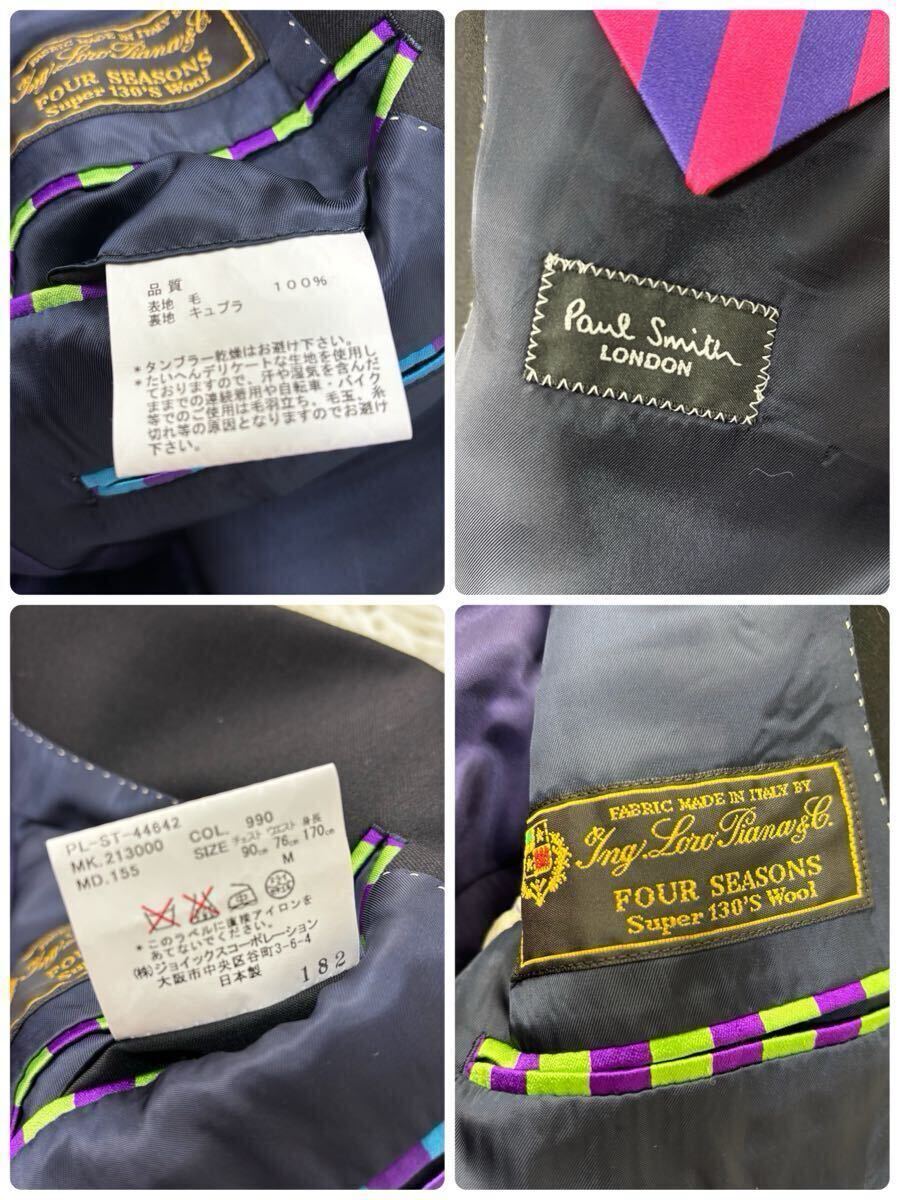 FABRIC MADE IN ITALY BY
Ing. Loro Piana & C.
FOUR SEASONS
Super 130'S Wool
品質 100%
表地 毛
裏地 キュプラ
*タンブラー乾燥はお避け下さい。
*たいへんデリケートな生地を使用し
ておりますので、汗や湿気を含んだ
ままでの連続着用や自転車・バイク
等でのご使用は毛羽立ち、毛玉、糸
切れ等の原因となりますのでお避け
下さい。
Paul Smith
LONDON
PL-ST-44642
MK.213000 COL. 990
MD.155 SIZE チェスト ウエスト 身長
90cm 76cm 170cm
M
*このラベルに直接アイロンを
あてないでください。
(株)ジョイックスコーポレーション
大阪市中央区谷町3-6-4
日本製 182
FABRIC MADE IN ITALY BY
Ing. Loro Piana & C.
FOUR SEASONS
Super 130'S Wool